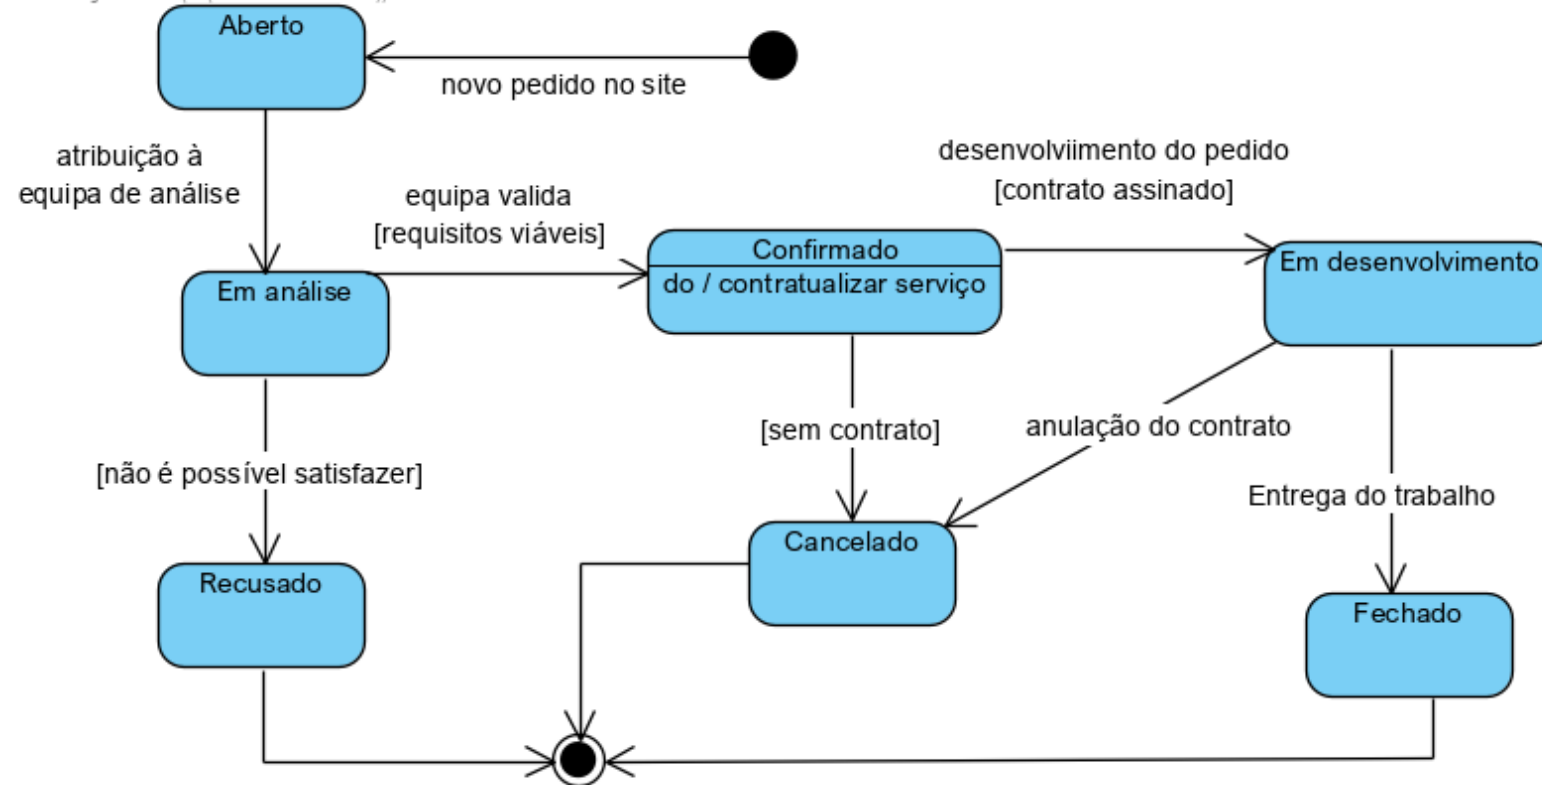 Aberto
novo pedido no site
atribuição à
equipa de análise
equipa valida
[requisitos viáveis]
desenvolviimento do pedido
[contrato assinado]
Em análise
Confirmado
do / contratualizar serviço
Em desenvolvimento
[sem contrato]
anulação do contrato
[não é possível satisfazer]
Entrega do trabalho
Cancelado
Recusado
Fechado